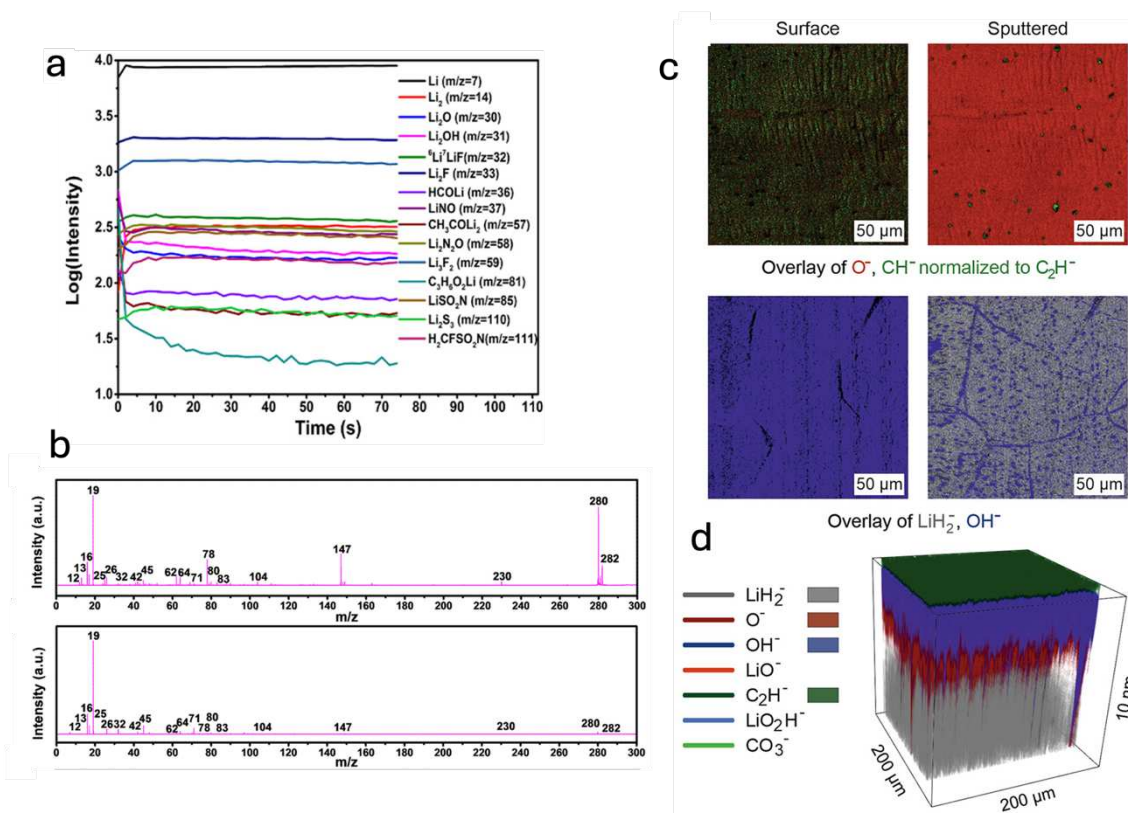 a
Log(Intensity)
4.0
3.5
3.0
2.5
2.0
1.5
1.0
0 10 20 30 40 50 60 70 80 90 100 110
Time (s)
Li (m/z=7)
Li₂ (m/z=14)
Li₂O (m/z=30)
Li₂OH (m/z=31)
⁶Li⁷LiF(m/z=32)
Li₂F (m/z=33)
HCOLi (m/z=36)
LiNO (m/z=37)
CH₃COLi₂ (m/z=57)
Li₂N₂O (m/z=58)
Li₃F₂ (m/z=59)
C₃H₆O₂Li (m/z=81)
LiSO₂N (m/z=85)
Li₂S₃ (m/z=110)
H₂CFSO₂N(m/z=111)
b
Intensity (a.u.)
12 13 16 19 25 26 32 42 45 62 64 71 78 80 83 104 147 230 280 282
0 20 40 60 80 100 120 140 160 180 200 220 240 260 280 300
m/z
Intensity (a.u.)
12 13 16 19 25 26 32 42 45 62 64 71 78 80 83 104 147 230 280 282
0 20 40 60 80 100 120 140 160 180 200 220 240 260 280 300
m/z
c
Surface Sputtered
50 µm 50 µm
Overlay of O⁻, CH⁻ normalized to C₂H⁻
50 µm 50 µm
Overlay of LiH₂⁻, OH⁻
d
LiH₂⁻
O⁻
OH⁻
LiO⁻
C₂H⁻
LiO₂H⁻
CO₃⁻
10 nm
200 µm
200 µm